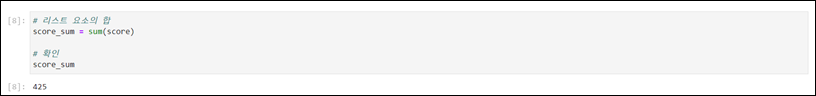 [8]: # 리스트 요소의 합
score_sum = sum(score)
# 확인
score_sum
[8]: 425